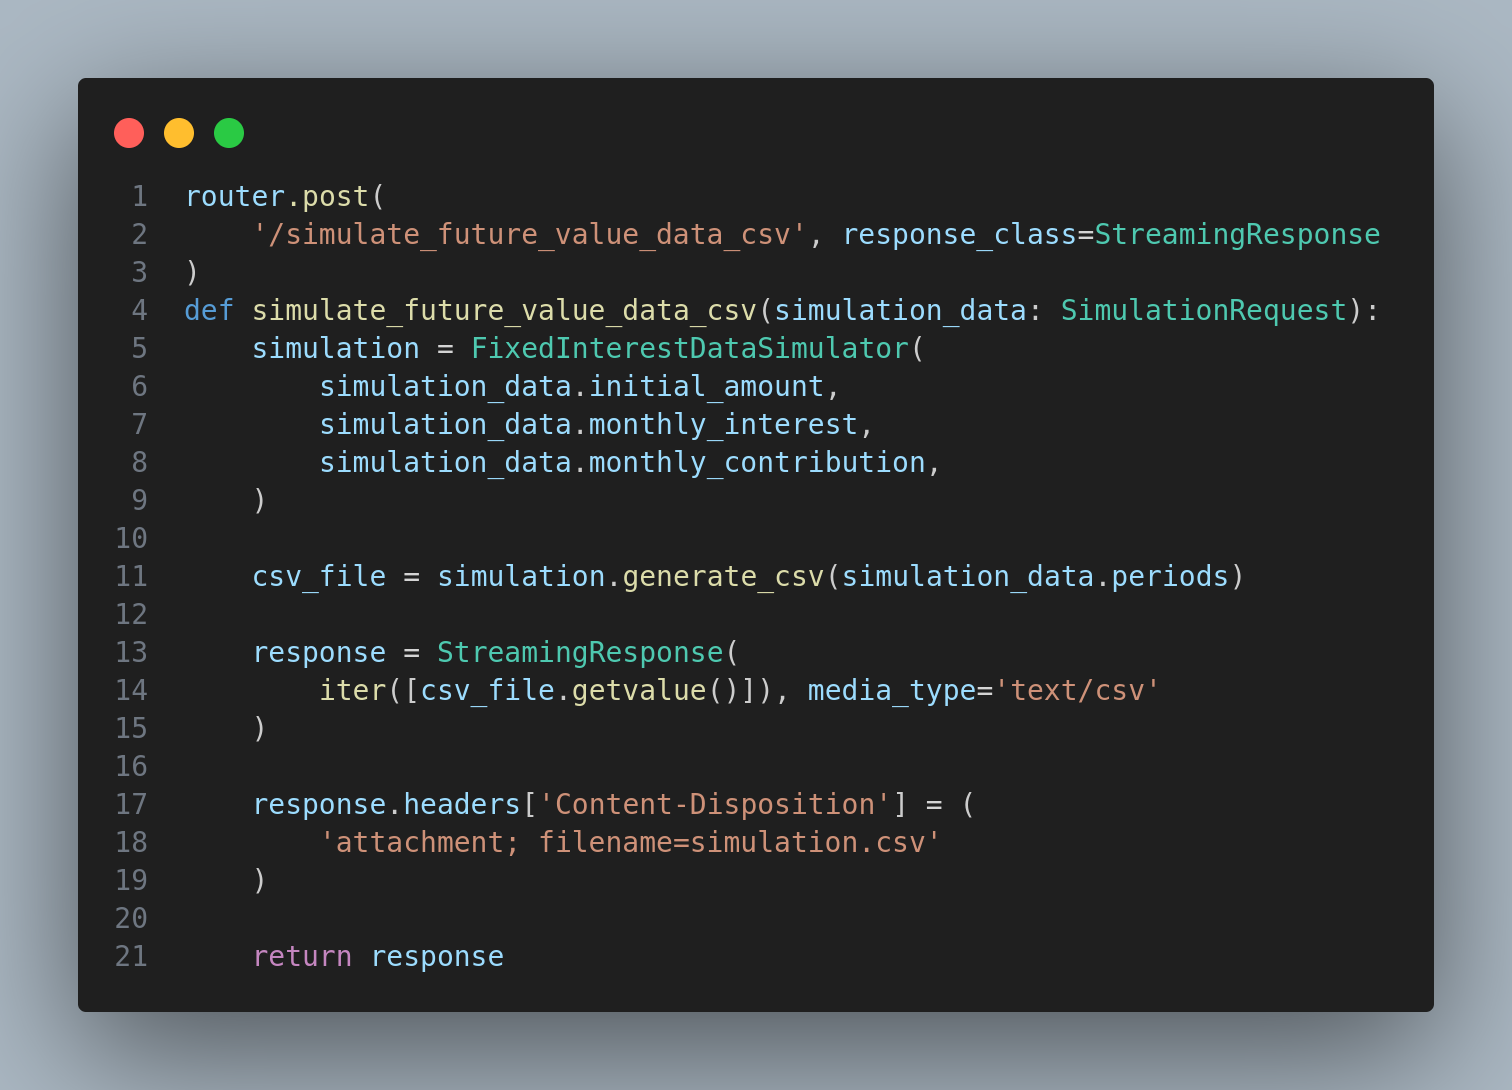 1 router.post(
2     '/simulate_future_value_data_csv', response_class=StreamingResponse
3 )
4 def simulate_future_value_data_csv(simulation_data: SimulationRequest):
5     simulation = FixedInterestDataSimulator(
6         simulation_data.initial_amount,
7         simulation_data.monthly_interest,
8         simulation_data.monthly_contribution,
9     )
10
11     csv_file = simulation.generate_csv(simulation_data.periods)
12
13     response = StreamingResponse(
14         iter([csv_file.getvalue()]), media_type='text/csv'
15     )
16
17     response.headers['Content-Disposition'] = (
18         'attachment; filename=simulation.csv'
19     )
20
21     return response